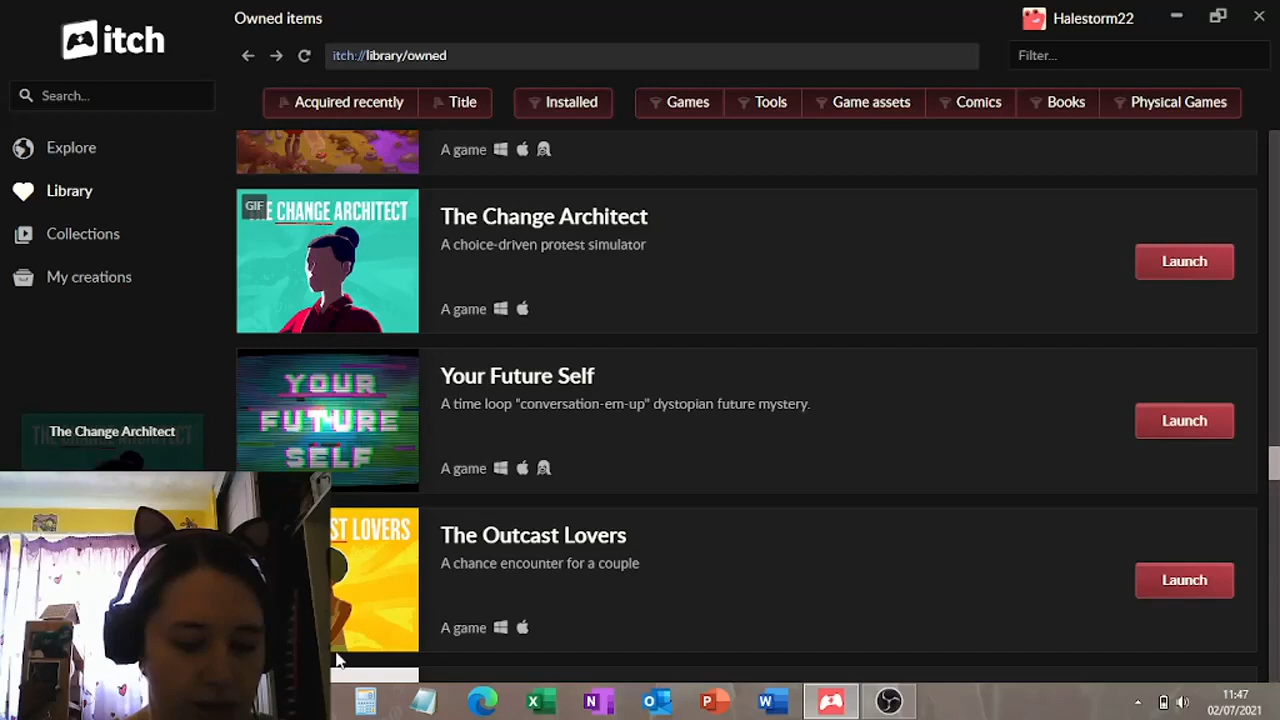 itch
Owned items
Halestorm22
itch://library/owned
Filter...
Search...
Acquired recently
Title
Installed
Games
Tools
Game assets
Comics
Books
Physical Games
Explore
Library
Collections
My creations
A game
GIF
THE CHANGE ARCHITECT
The Change Architect
A choice-driven protest simulator
Launch
A game
YOUR
FUTURE
SELF
Your Future Self
A time loop "conversation-em-up" dystopian future mystery.
Launch
A game
The Change Architect
ST LOVERS
The Outcast Lovers
A chance encounter for a couple
Launch
A game
11:47
02/07/2021